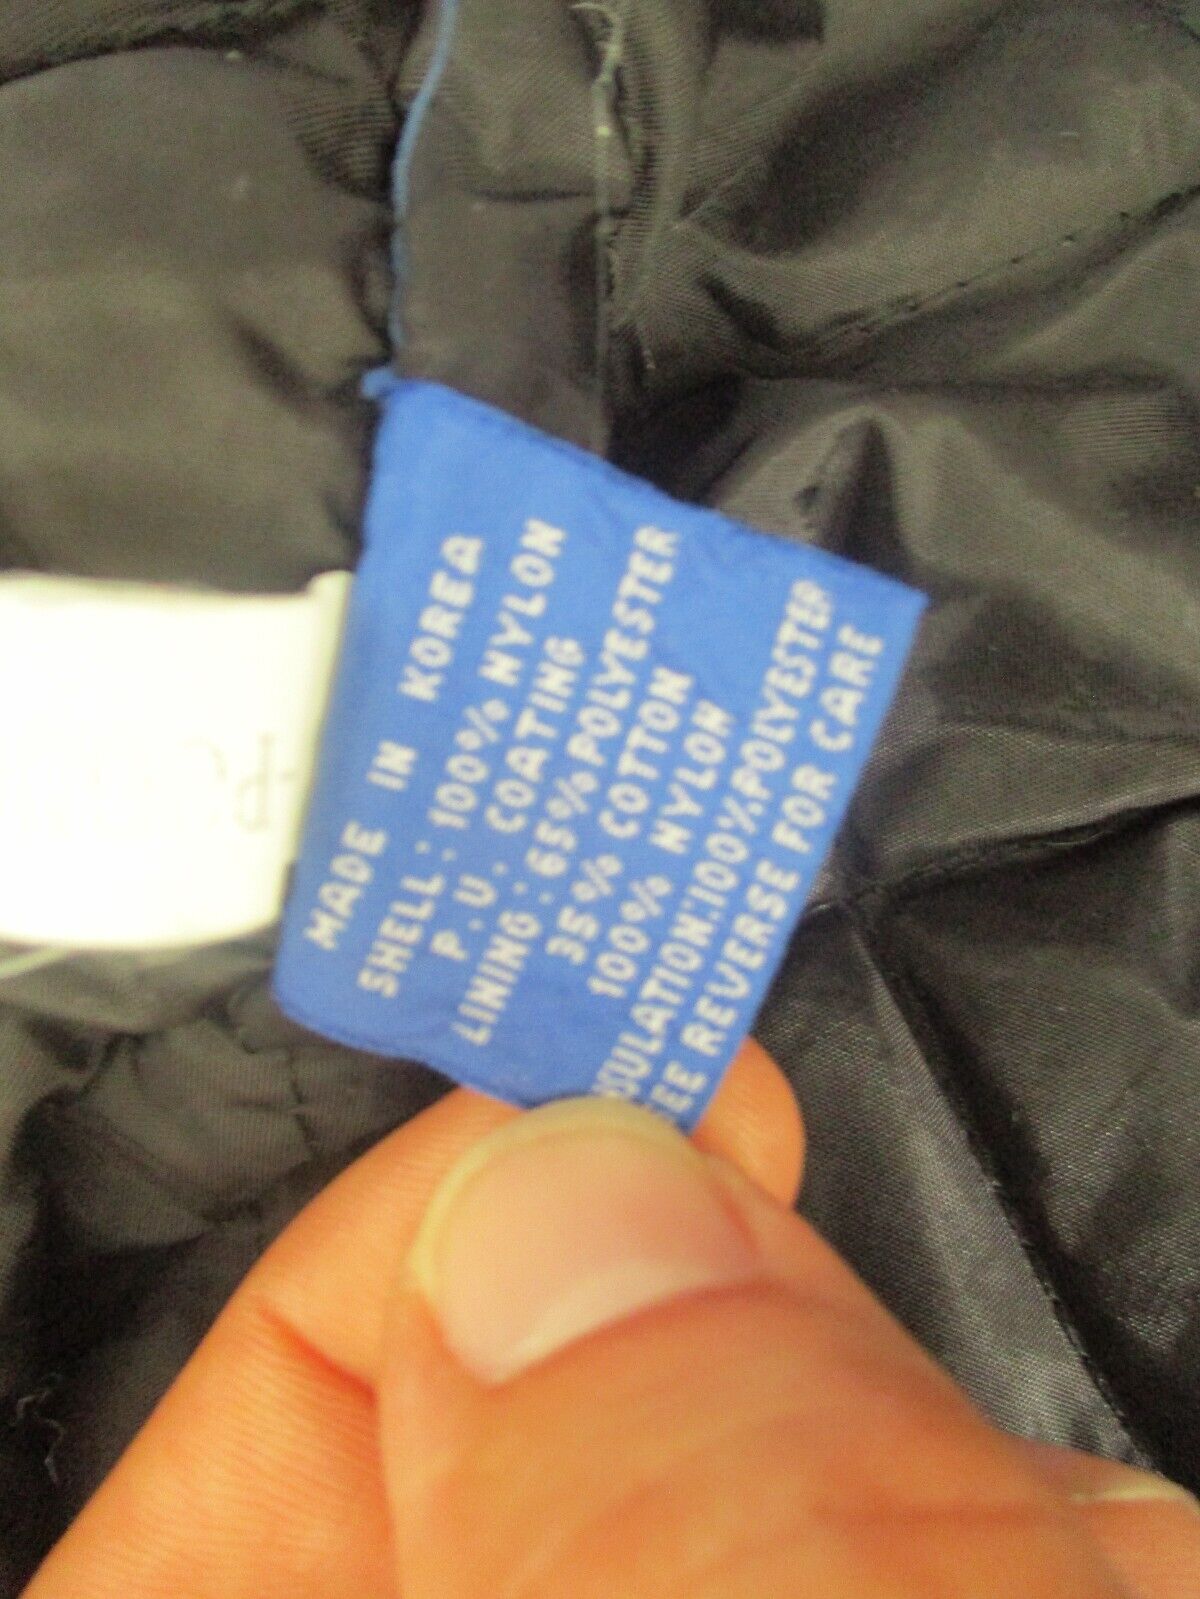 MADE IN KOREA
SHELL: 100% NYLON
P.U. COATING
LINING: 65% POLYESTER
35% COTTON
100% NYLON
NSULATION: 100% POLYESTER
SEE REVERSE FOR CARE